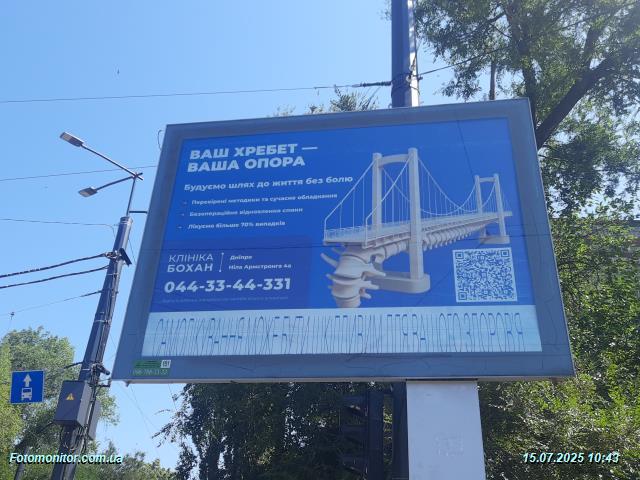 ВАШ ХРЕБЕТ —
ВАША ОПОРА
Будуємо шлях до життя без болю
Перевірені методики та сучасне обладнання
Безопераційне відновлення спини
Лікуємо більше 70% випадків
КЛІНІКА
БОХАН
Дніпро
Ніла Армстронга 4а
044-33-44-331
САМОЛІКУВАННЯ МОЖЕ БУТИ ШКІДЛИВИМ ДЛЯ ВАШОГО ЗДОРОВ'Я
Fotomonitor.com.ua
15.07.2025 10:43